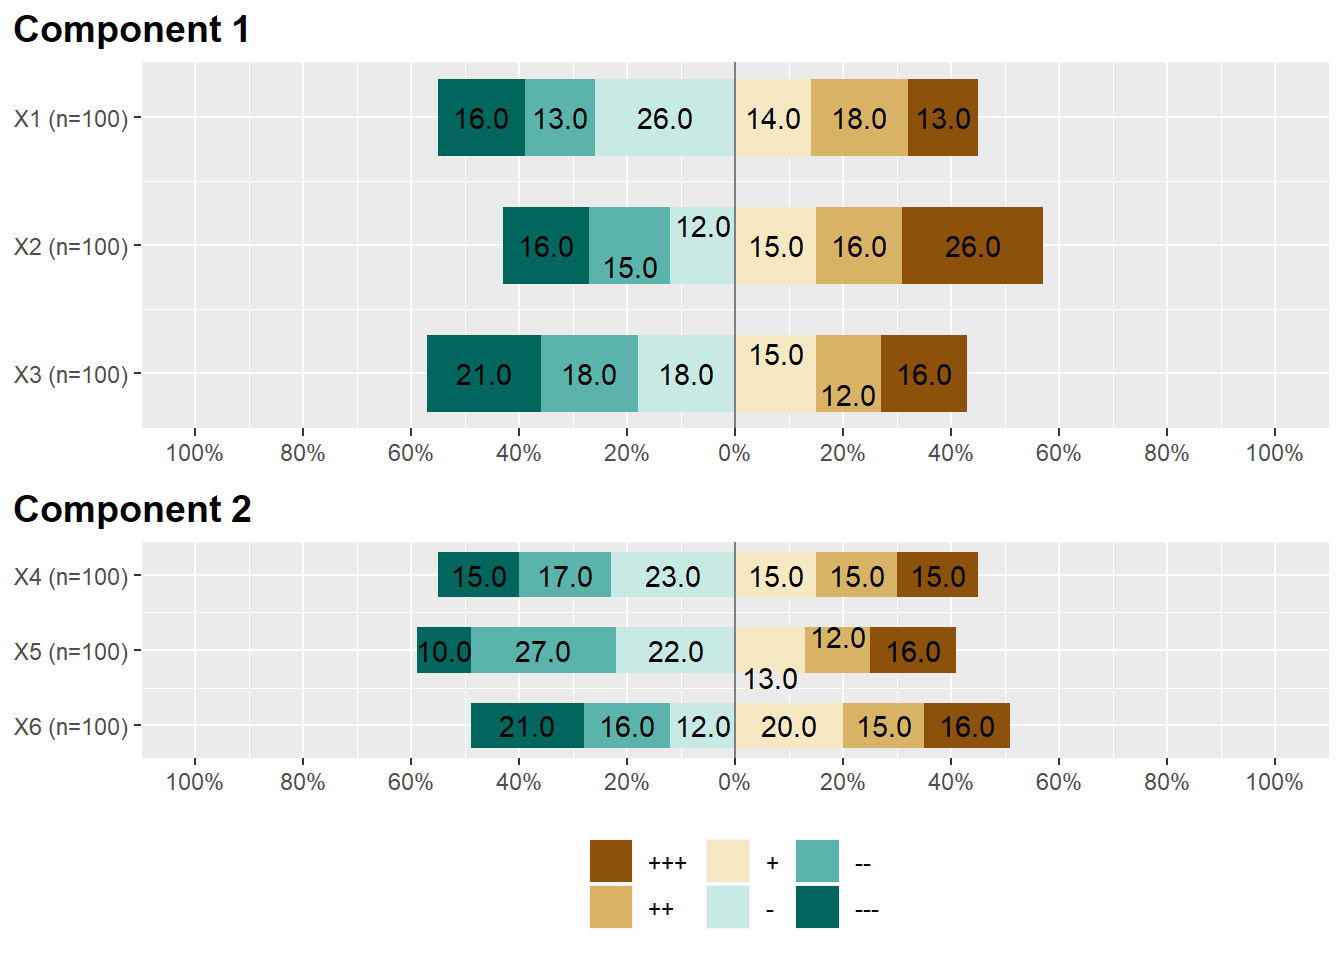 Component 1
X1 (n=100) 16.0 13.0 26.0 14.0 18.0 13.0
X2 (n=100) 16.0 15.0 12.0 15.0 16.0 26.0
X3 (n=100) 21.0 18.0 18.0 15.0 12.0 16.0
100% 80% 60% 40% 20% 0% 20% 40% 60% 80% 100%
Component 2
X4 (n=100) 15.0 17.0 23.0 15.0 15.0 15.0
X5 (n=100) 10.0 27.0 22.0 13.0 12.0 16.0
X6 (n=100) 21.0 16.0 12.0 20.0 15.0 16.0
100% 80% 60% 40% 20% 0% 20% 40% 60% 80% 100%
+++ + --
++ - ---